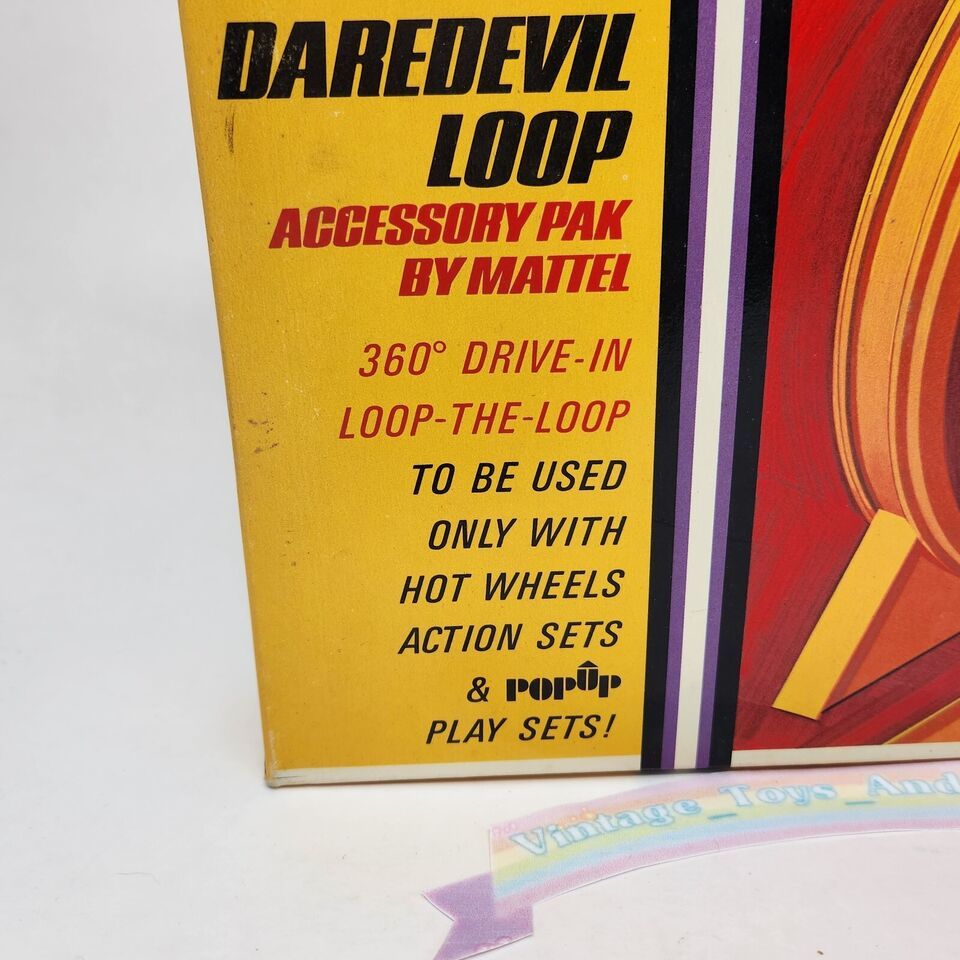 DAREDEVIL
LOOP
ACCESSORY PAK
BY MATTEL
360° DRIVE-IN
LOOP-THE-LOOP
TO BE USED
ONLY WITH
HOT WHEELS
ACTION SETS
& POPUP
PLAY SETS!
Vintage_Toys_And